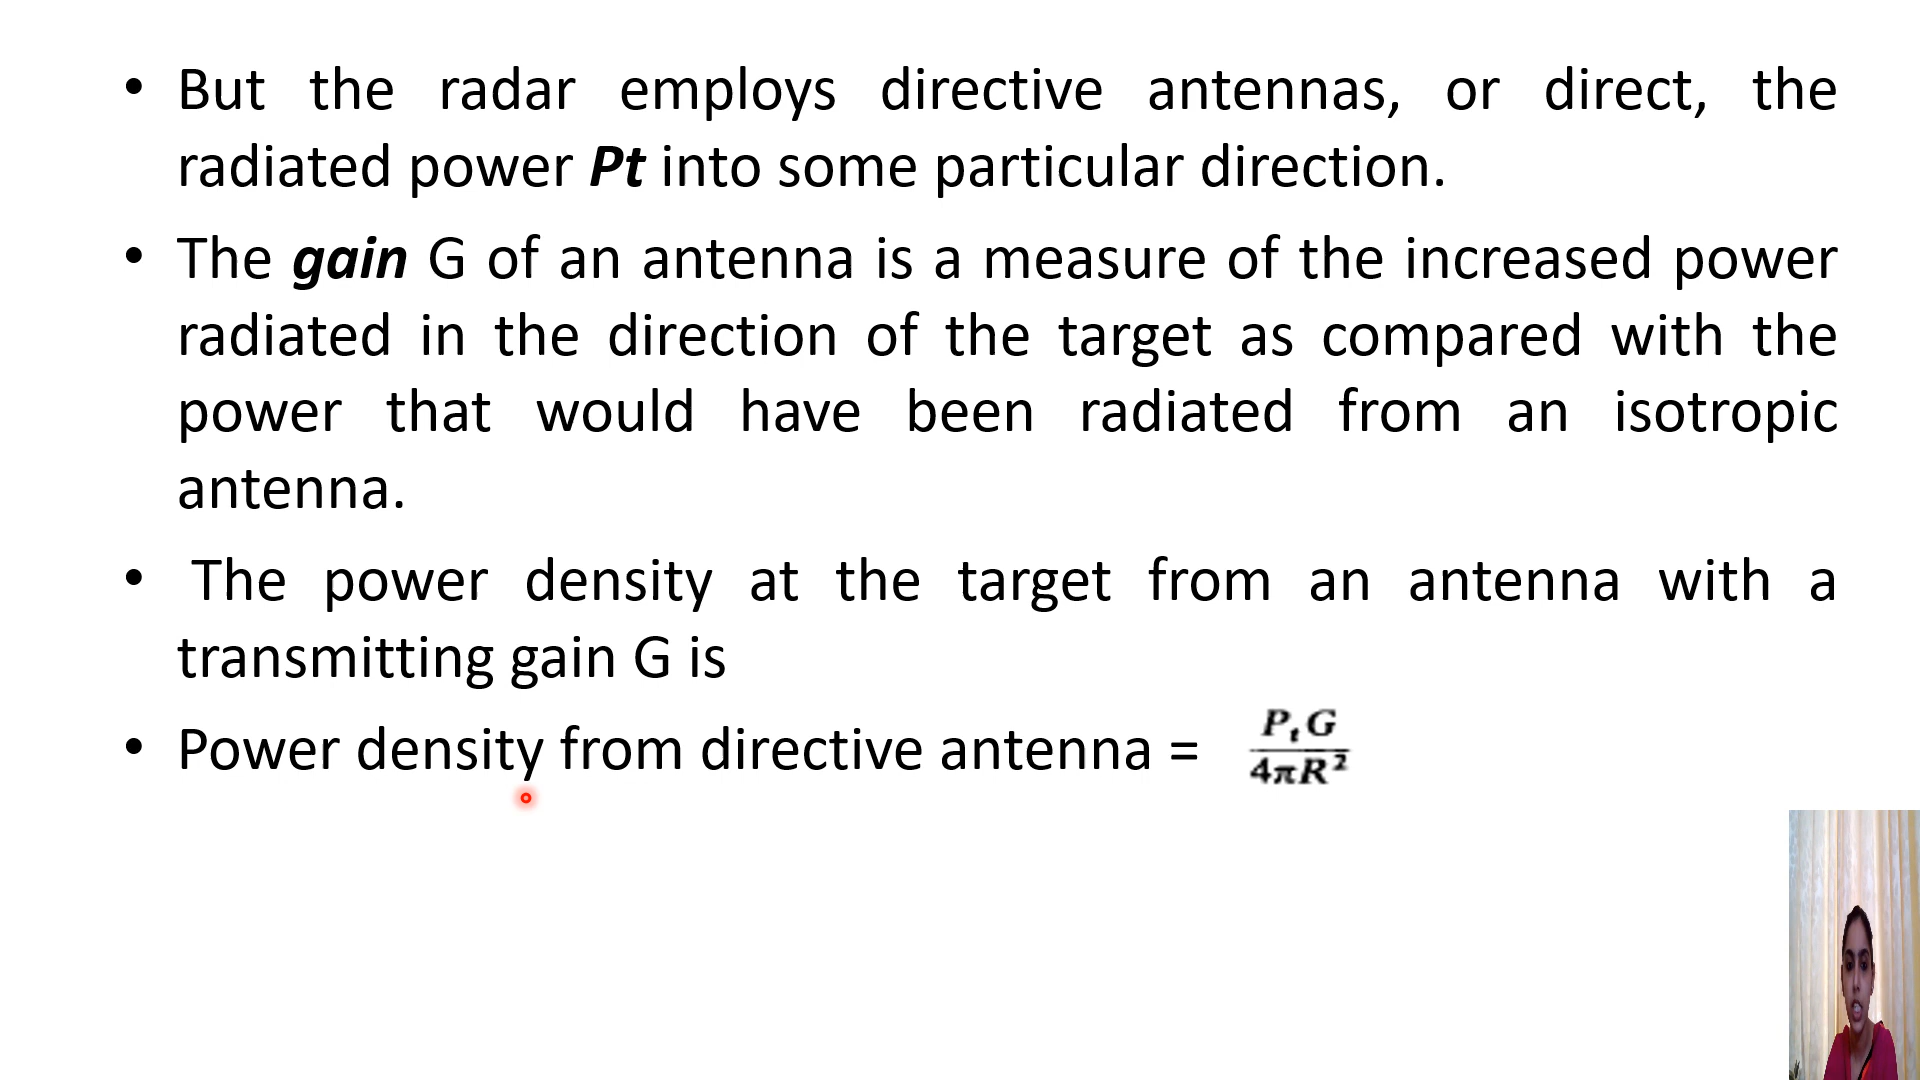 • But the radar employs directive antennas, or direct, the
radiated power Pt into some particular direction.
• The gain G of an antenna is a measure of the increased power
radiated in the direction of the target as compared with the
power that would have been radiated from an isotropic
antenna.
• The power density at the target from an antenna with a
transmitting gain G is
• Power density from directive antenna = PₜG / 4πR²